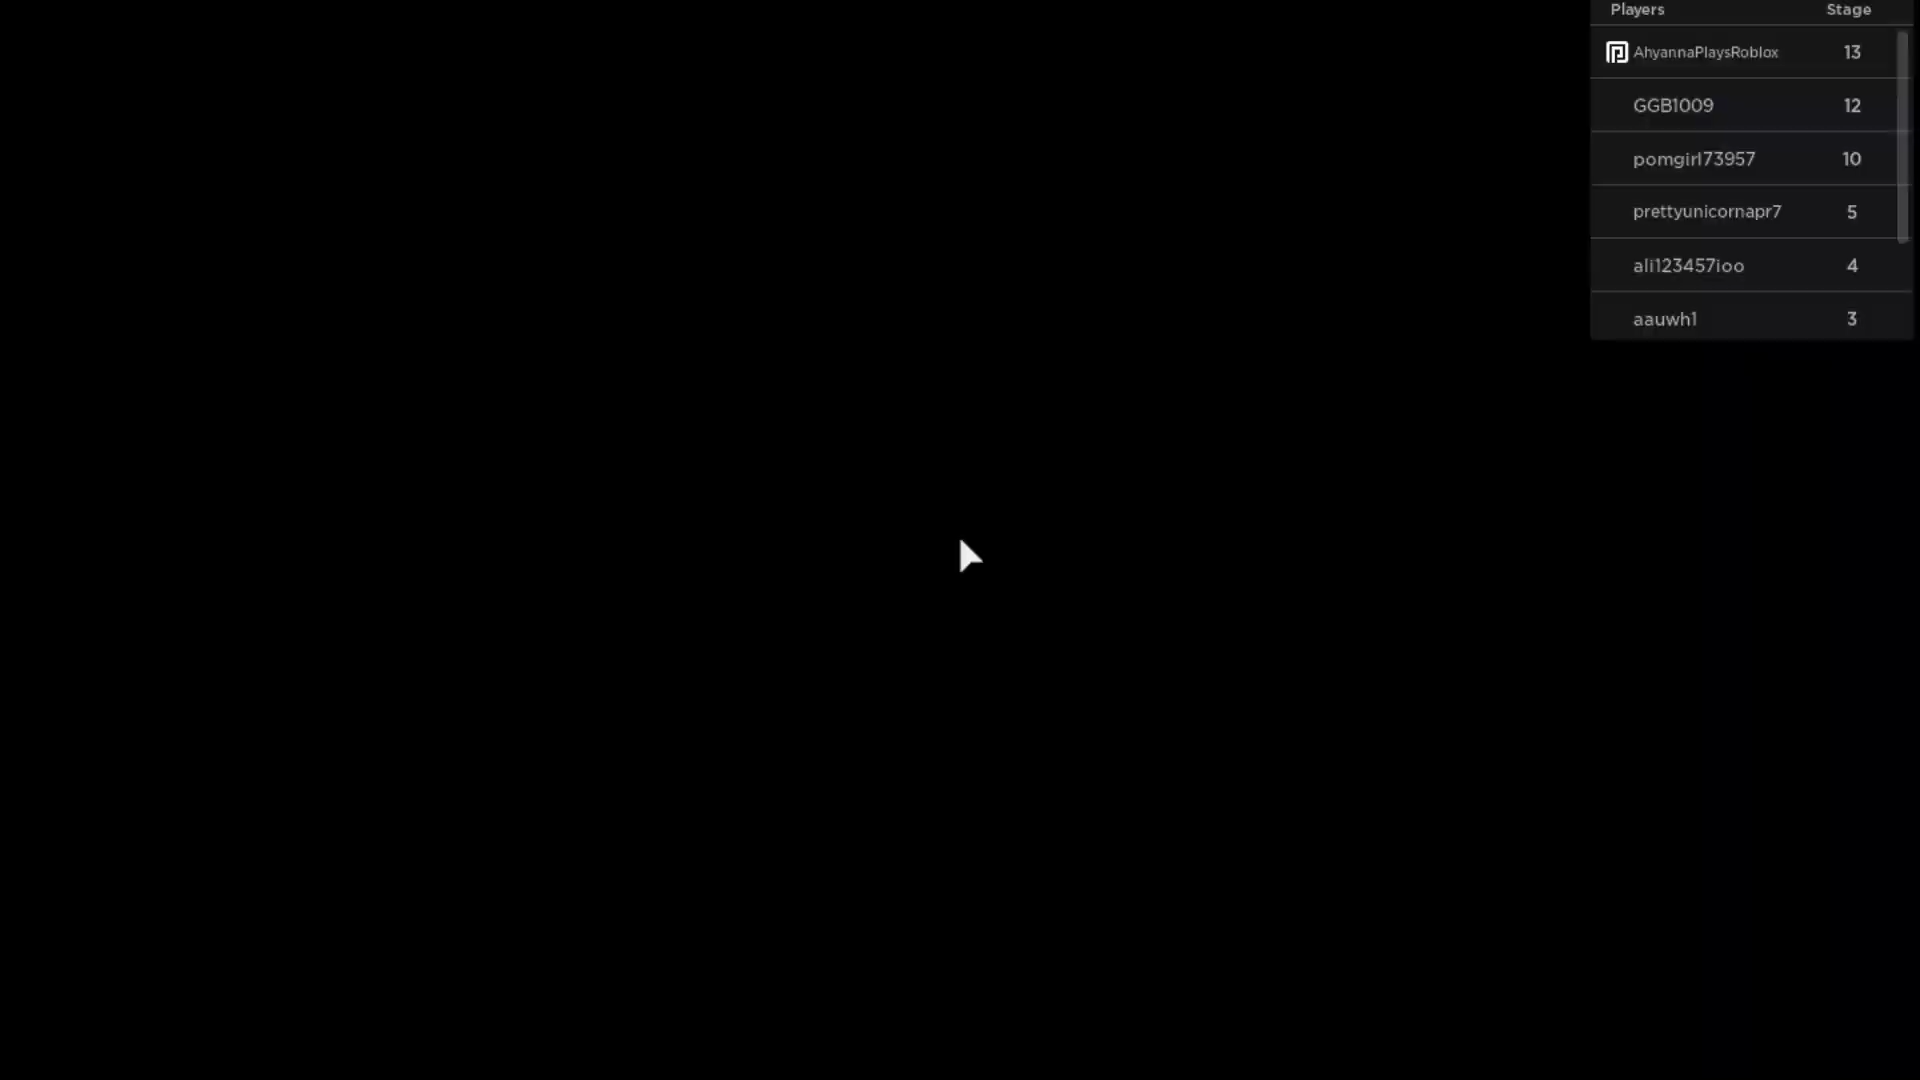 Players Stage
AhyannaPlaysRoblox 13
GGB1009 12
pomgirl73957 10
prettyunicornapr7 5
ali123457ioo 4
aauwh1 3